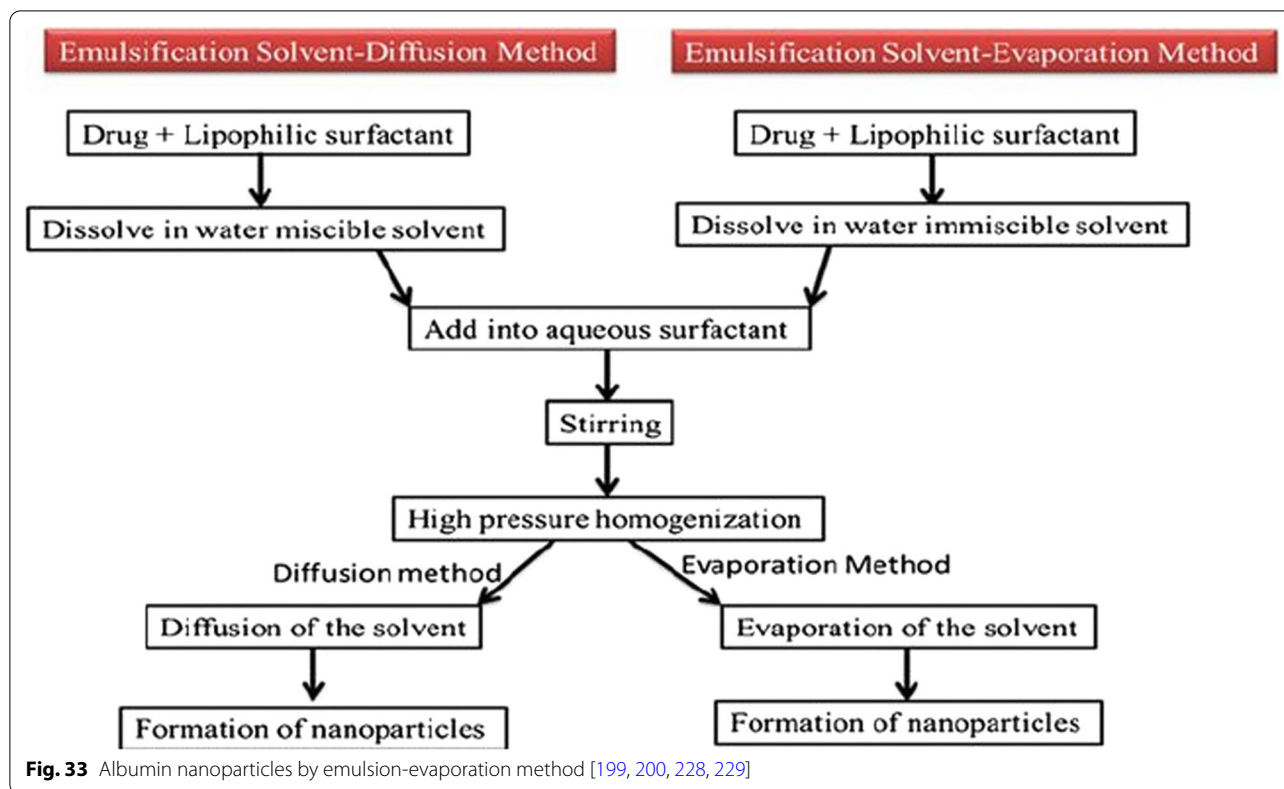 Emulsification Solvent-Diffusion Method
Emulsification Solvent-Evaporation Method
Drug + Lipophilic surfactant
Drug + Lipophilic surfactant
Dissolve in water miscible solvent
Dissolve in water immiscible solvent
Add into aqueous surfactant
Stirring
High pressure homogenization
Diffusion method
Evaporation Method
Diffusion of the solvent
Evaporation of the solvent
Formation of nanoparticles
Formation of nanoparticles
Fig. 33 Albumin nanoparticles by emulsion-evaporation method [199, 200, 228, 229]